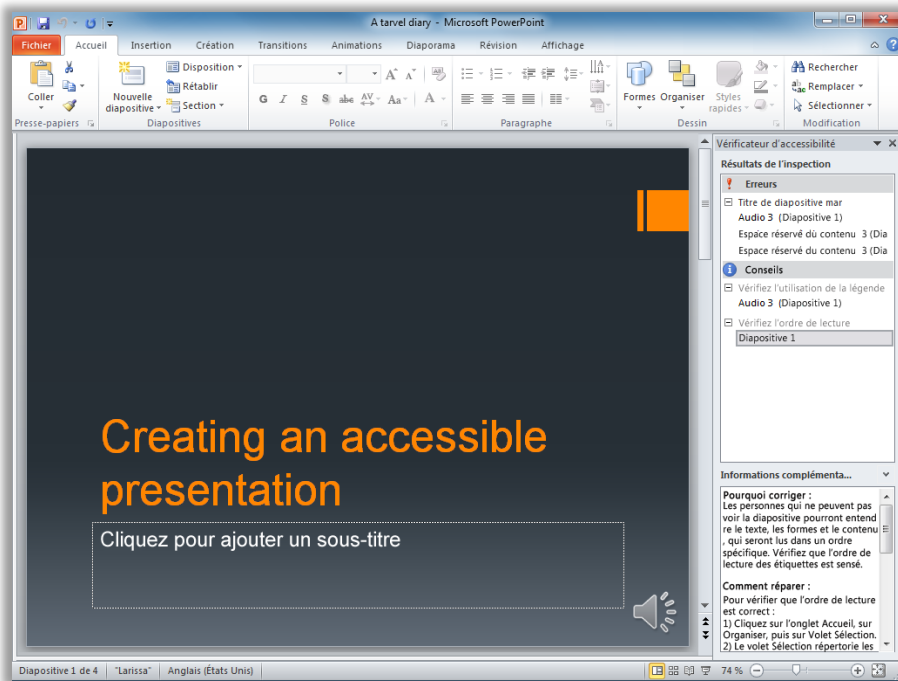 A tarvel diary - Microsoft PowerPoint
Fichier Accueil Insertion Création Transitions Animations Diaporama Révision Affichage
Coller
Presse-papiers
Nouvelle diapositive
Disposition
Rétablir
Section
Diapositives
G I S S abc AV Aa A
Police
Paragraphe
Formes Organiser Styles rapides
Dessin
Rechercher
Remplacer
Sélectionner
Modification
Creating an accessible
presentation
Cliquez pour ajouter un sous-titre
Vérificateur d'accessibilité
Résultats de l'inspection
Erreurs
Titre de diapositive mar
Audio 3 (Diapositive 1)
Espace réservé du contenu 3 (Dia
Espace réservé du contenu 3 (Dia
Conseils
Vérifiez l'utilisation de la légende
Audio 3 (Diapositive 1)
Vérifiez l'ordre de lecture
Diapositive 1
Informations complémenta...
Pourquoi corriger :
Les personnes qui ne peuvent pas
voir la diapositive pourront entend
re le texte, les formes et le contenu
, qui seront lus dans un ordre
spécifique. Vérifiez que l'ordre de
lecture des étiquettes est sensé.
Comment réparer :
Pour vérifier que l'ordre de lecture
est correct :
1) Cliquez sur l'onglet Accueil, sur
Organiser, puis sur Volet Sélection.
2) Le volet Sélection répertorie les
Diapositive 1 de 4 "Larissa" Anglais (États Unis) 74 %